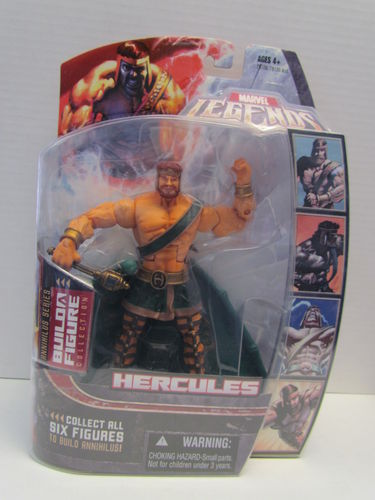 AGES 4+
MARVEL
LEGENDS
ANNIHILUS SERIES
BUILD A
FIGURE
COLLECTION
HERCULES
COLLECT ALL
SIX FIGURES
TO BUILD ANNIHILUS!
WARNING:
CHOKING HAZARD-Small parts.
Not for children under 3 years.